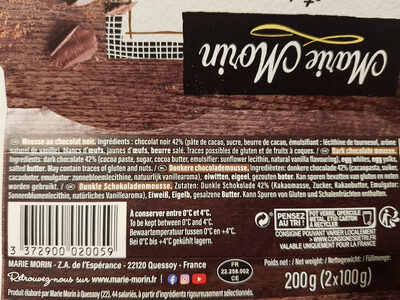 Marie Morin
Mousse au chocolat noir. Ingrédients : chocolat noir 42% (pâte de cacao, sucre, beurre de cacao, émulsifiant : lécithine de tournesol, arôme
naturel de vanille), blancs d'œufs, jaunes d'œufs, beurre salé. Traces possibles de gluten et de fruits à coques. / Dark chocolate mousse.
Ingredients: dark chocolate 42% (cocoa paste, sugar, cocoa butter, emulsifier: sunflower lecithin, natural vanilla flavouring), egg whites, egg yolks,
salted butter. May contain traces of gluten and nuts. / Donkere chocolademousse. Ingrediënten: donkere chocolade 42% (cacaopasta, suiker,
cacaoboter, emulgator: zonnebloemlecithine, natuurlijk vanillearoma), eiwitten, eigeel, gezouten boter. Kan sporen bevatten van gluten en noten
worden gebruikt. / Dunkle Schokoladenmousse. Zutaten: Dunkle Schokolade 42% (Kakaomasse, Zucker, Kakaobutter, Emulgator:
Sonnenblumenlecithin, natürliches Vanillearoma), Eiweiß, Eigelb, gesalzene Butter. Kann Spuren von Gluten und Schalenfrüchten enthalten.
3 372900 020059
A conserver entre 0°C et 4°C.
To be kept between 0°C and 4°C.
Bewaartemperatuur tussen 0°C en +4°C.
Bei 0°C bis +4°C gekühlt lagern.
PENSEZ
AU TRI !
POT VERRE, OPERCULE
MÉTAL ET CARTON
À RECYCLER
CONSIGNE POUVANT VARIER LOCALEMENT
WWW.CONSIGNESDETRI.FR
MARIE MORIN - Z.A. de l'Espérance - 22120 Quessoy - France
Retrouvez-nous sur www.marie-morin.fr
Produit élaboré par Marie Morin à Quessoy (22), 44 salariés, à partir d'ingrédients rigoureusement sélectionnés.
FR
22.258.002
CE
Poids net / Net weight / Nettogewicht:
200 g (2x100 g)